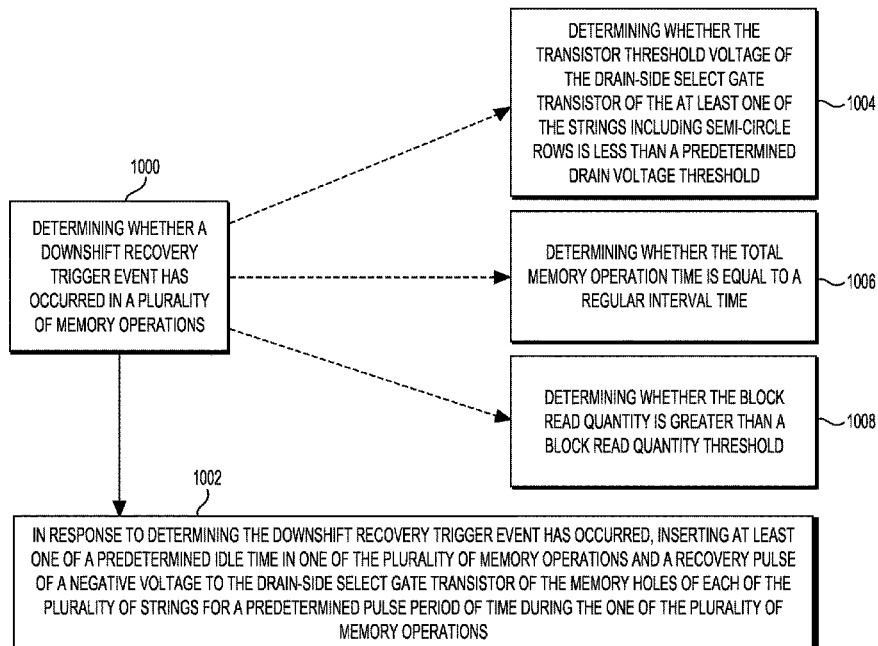 DETERMINING WHETHER THE
TRANSISTOR THRESHOLD VOLTAGE OF
THE DRAIN-SIDE SELECT GATE
TRANSISTOR OF THE AT LEAST ONE OF
THE STRINGS INCLUDING SEMI-CIRCLE
ROWS IS LESS THAN A PREDETERMINED
DRAIN VOLTAGE THRESHOLD
1004
1000
DETERMINING WHETHER A
DOWNSHIFT RECOVERY
TRIGGER EVENT HAS
OCCURRED IN A PLURALITY
OF MEMORY OPERATIONS
DETERMINING WHETHER THE TOTAL
MEMORY OPERATION TIME IS EQUAL TO A
REGULAR INTERVAL TIME
1006
DETERMINING WHETHER THE BLOCK
READ QUANTITY IS GREATER THAN A
BLOCK READ QUANTITY THRESHOLD
1008
1002
IN RESPONSE TO DETERMINING THE DOWNSHIFT RECOVERY TRIGGER EVENT HAS OCCURRED, INSERTING AT LEAST
ONE OF A PREDETERMINED IDLE TIME IN ONE OF THE PLURALITY OF MEMORY OPERATIONS AND A RECOVERY PULSE
OF A NEGATIVE VOLTAGE TO THE DRAIN-SIDE SELECT GATE TRANSISTOR OF THE MEMORY HOLES OF EACH OF THE
PLURALITY OF STRINGS FOR A PREDETERMINED PULSE PERIOD OF TIME DURING THE ONE OF THE PLURALITY OF
MEMORY OPERATIONS